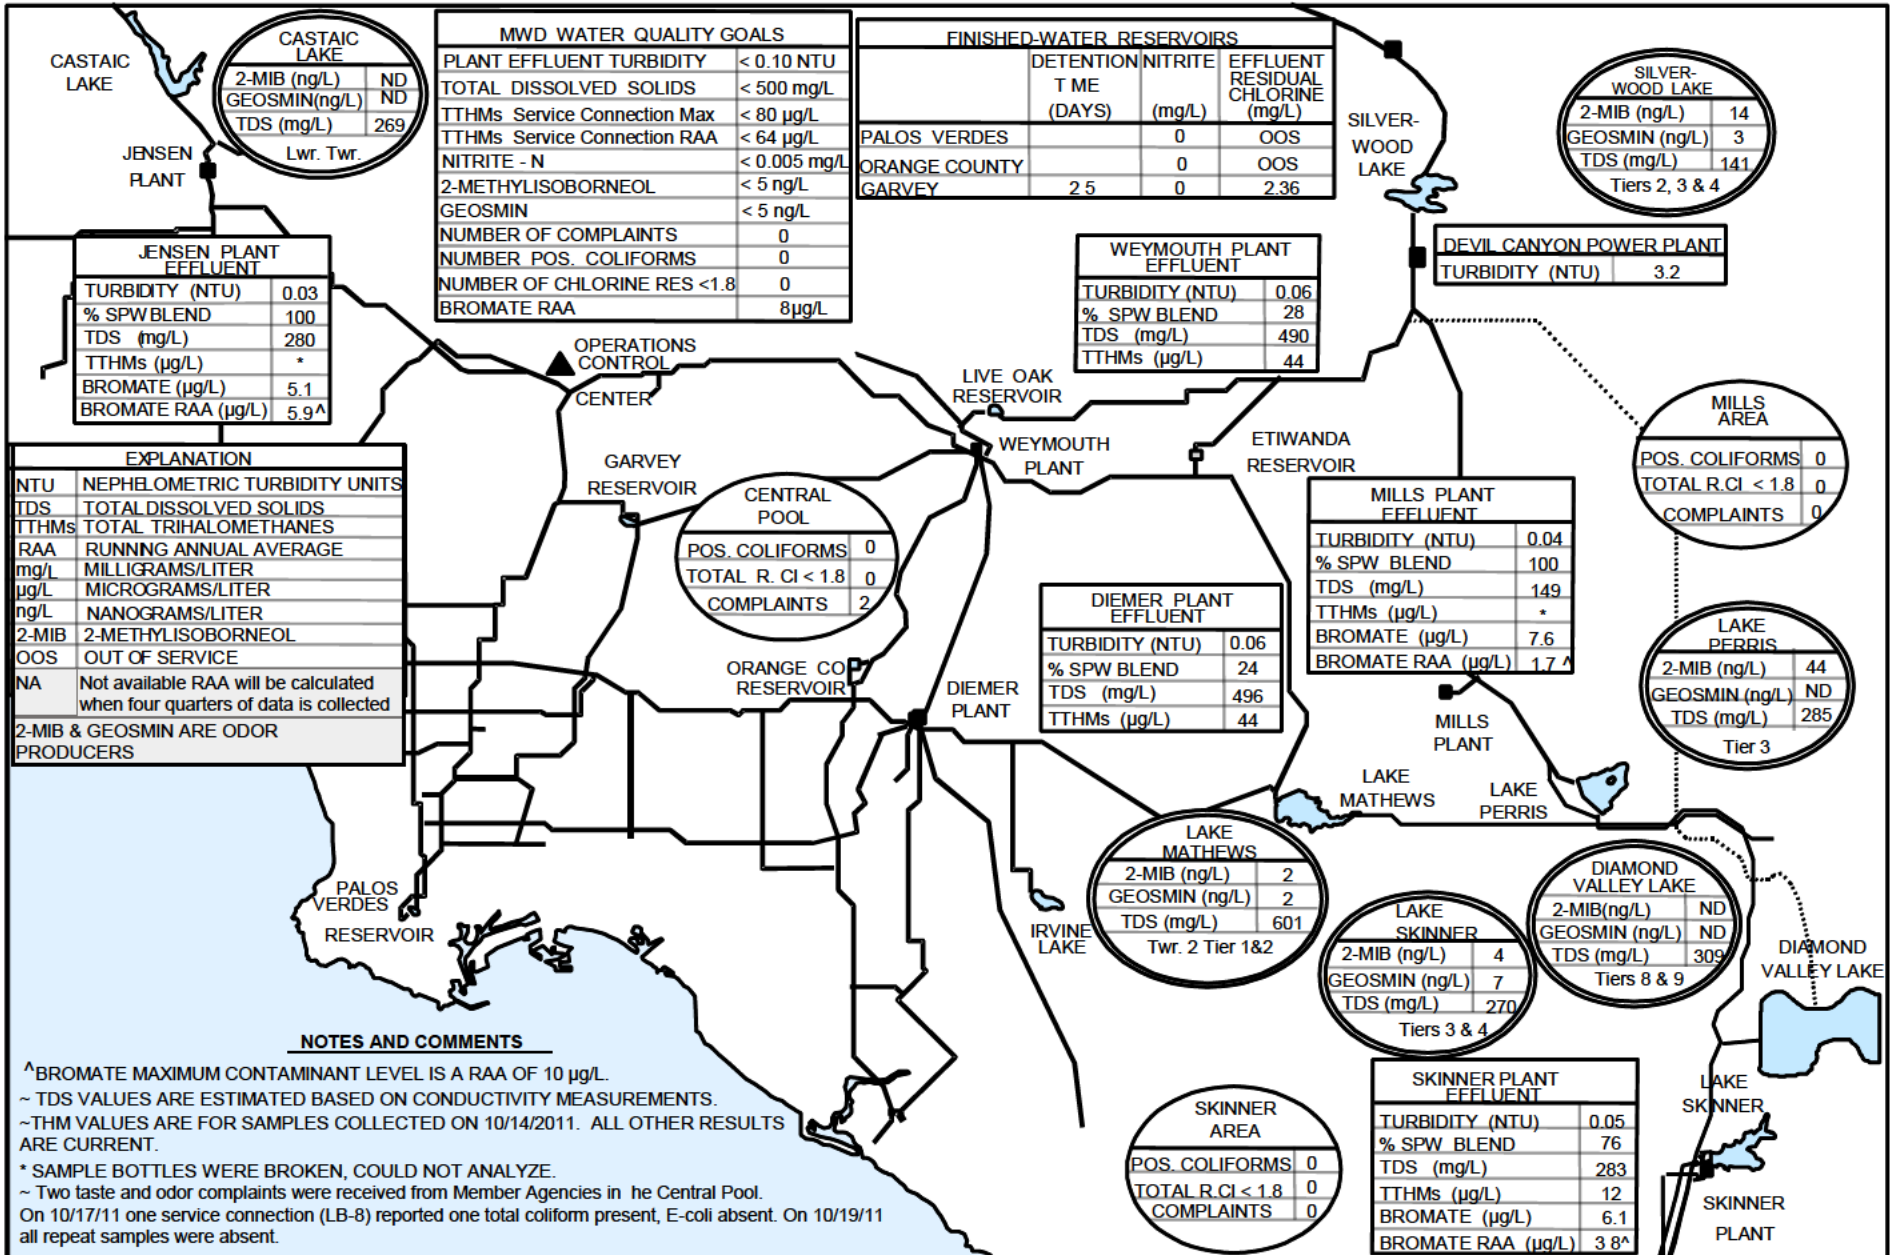 CASTAIC
LAKE
CASTAIC
LAKE
2-MIB (ng/L) ND
GEOSMIN(ng/L) ND
TDS (mg/L) 269
Lwr. Twr.
JENSEN
PLANT
MWD WATER QUALITY GOALS
PLANT EFFLUENT TURBIDITY < 0.10 NTU
TOTAL DISSOLVED SOLIDS < 500 mg/L
TTHMs Service Connection Max < 80 µg/L
TTHMs Service Connection RAA < 64 µg/L
NITRITE - N < 0.005 mg/L
2-METHYLISOBORNEOL < 5 ng/L
GEOSMIN < 5 ng/L
NUMBER OF COMPLAINTS 0
NUMBER POS. COLIFORMS 0
NUMBER OF CHLORINE RES <1.8 0
BROMATE RAA 8µg/L
FINISHED-WATER RESERVOIRS
DETENTION NITRITE EFFLUENT
T ME RESIDUAL
CHLORINE
(DAYS) (mg/L) (mg/L)
PALOS VERDES 0 OOS
ORANGE COUNTY 0 OOS
GARVEY 2 5 0 2.36
SILVER-
WOOD
LAKE
SILVER-
WOOD LAKE
2-MIB (ng/L) 14
GEOSMIN (ng/L) 3
TDS (mg/L) 141
Tiers 2, 3 & 4
DEVIL CANYON POWER PLANT
TURBIDITY (NTU) 3.2
JENSEN PLANT
EFFLUENT
TURBIDITY (NTU) 0.03
% SPW BLEND 100
TDS (mg/L) 280
TTHMs (µg/L) *
BROMATE (µg/L) 5.1
BROMATE RAA (µg/L) 5.9^
WEYMOUTH PLANT
EFFLUENT
TURBIDITY (NTU) 0.06
% SPW BLEND 28
TDS (mg/L) 490
TTHMs (µg/L) 44
OPERATIONS
CONTROL
CENTER
LIVE OAK
RESERVOIR
WEYMOUTH
PLANT
ETIWANDA
RESERVOIR
GARVEY
RESERVOIR
MILLS
AREA
POS. COLIFORMS 0
TOTAL R.Cl < 1.8 0
COMPLAINTS 0
EXPLANATION
NTU NEPHELOMETRIC TURBIDITY UNITS
TDS TOTAL DISSOLVED SOLIDS
TTHMs TOTAL TRIHALOMETHANES
RAA RUNNING ANNUAL AVERAGE
mg/L MILLIGRAMS/LITER
µg/L MICROGRAMS/LITER
ng/L NANOGRAMS/LITER
2-MIB 2-METHYLISOBORNEOL
OOS OUT OF SERVICE
NA Not available RAA will be calculated
when four quarters of data is collected
2-MIB & GEOSMIN ARE ODOR
PRODUCERS
CENTRAL
POOL
POS. COLIFORMS 0
TOTAL R. Cl < 1.8 0
COMPLAINTS 2
MILLS PLANT
EFFLUENT
TURBIDITY (NTU) 0.04
% SPW BLEND 100
TDS (mg/L) 149
TTHMs (µg/L) *
BROMATE (µg/L) 7.6
BROMATE RAA (µg/L) 1.7 ^
DIEMER PLANT
EFFLUENT
TURBIDITY (NTU) 0.06
% SPW BLEND 24
TDS (mg/L) 496
TTHMs (µg/L) 44
LAKE
PERRIS
2-MIB (ng/L) 44
GEOSMIN (ng/L) ND
TDS (mg/L) 285
Tier 3
ORANGE CO
RESERVOIR
DIEMER
PLANT
MILLS
PLANT
LAKE
MATHEWS
LAKE
PERRIS
LAKE
MATHEWS
2-MIB (ng/L) 2
GEOSMIN (ng/L) 2
TDS (mg/L) 601
Twr. 2 Tier 1&2
PALOS
VERDES
RESERVOIR
IRVINE
LAKE
LAKE
SKINNER
2-MIB (ng/L) 4
GEOSMIN (ng/L) 7
TDS (mg/L) 270
Tiers 3 & 4
DIAMOND
VALLEY LAKE
2-MIB(ng/L) ND
GEOSMIN (ng/L) ND
TDS (mg/L) 309
Tiers 8 & 9
DIAMOND
VALLEY LAKE
NOTES AND COMMENTS
^BROMATE MAXIMUM CONTAMINANT LEVEL IS A RAA OF 10 µg/L.
~ TDS VALUES ARE ESTIMATED BASED ON CONDUCTIVITY MEASUREMENTS.
~THM VALUES ARE FOR SAMPLES COLLECTED ON 10/14/2011. ALL OTHER RESULTS
ARE CURRENT.
* SAMPLE BOTTLES WERE BROKEN, COULD NOT ANALYZE.
~ Two taste and odor complaints were received from Member Agencies in he Central Pool.
On 10/17/11 one service connection (LB-8) reported one total coliform present, E-coli absent. On 10/19/11
all repeat samples were absent.
SKINNER
AREA
POS. COLIFORMS 0
TOTAL R.Cl < 1.8 0
COMPLAINTS 0
SKINNER PLANT
EFFLUENT
TURBIDITY (NTU) 0.05
% SPW BLEND 76
TDS (mg/L) 283
TTHMs (µg/L) 12
BROMATE (µg/L) 6.1
BROMATE RAA (µg/L) 3 8^
LAKE
SKINNER
SKINNER
PLANT